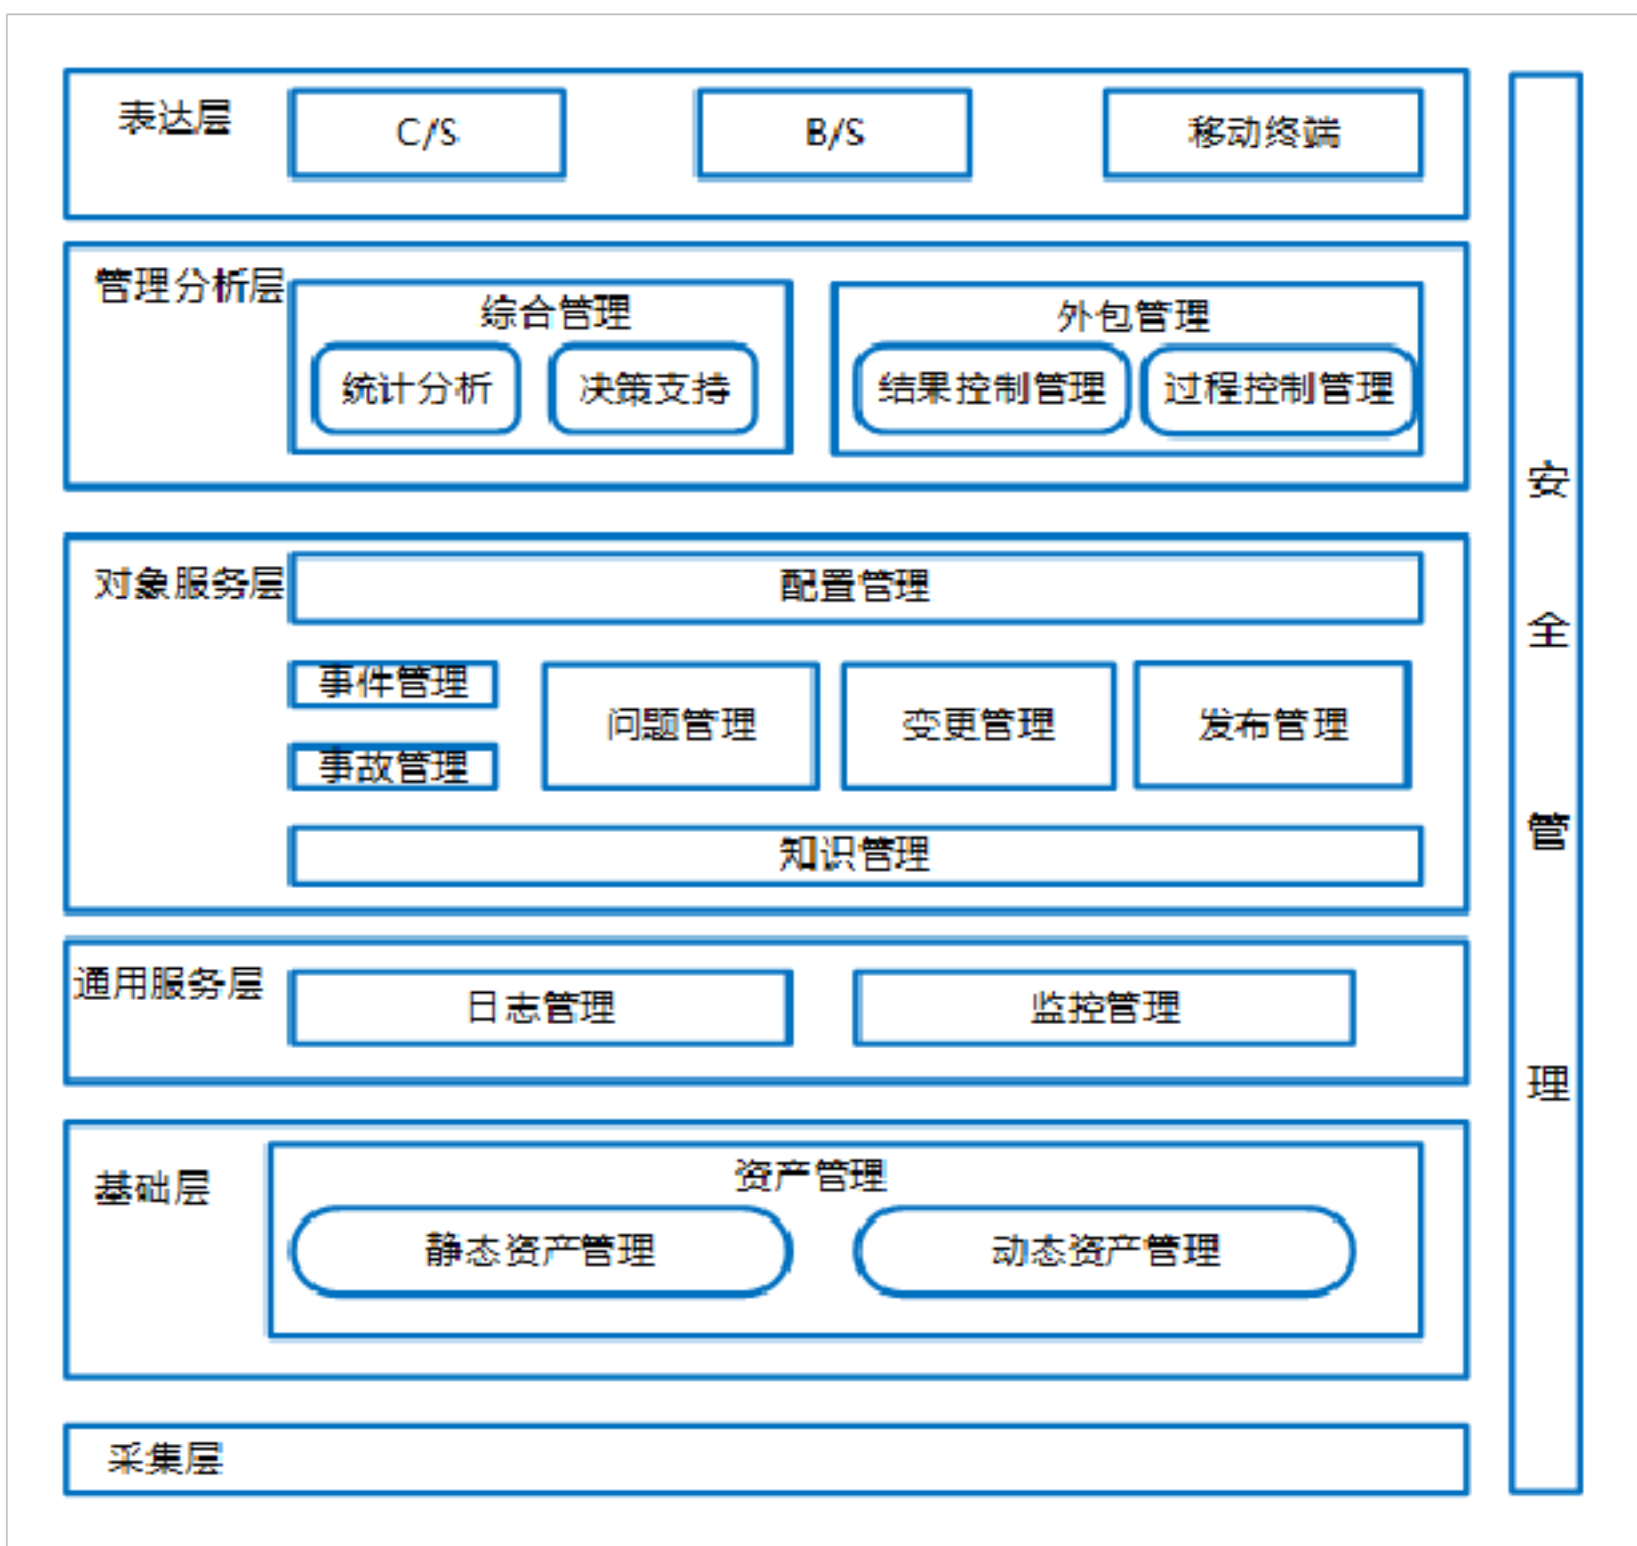 表达层
C/S
B/S
移动终端
管理分析层
综合管理
统计分析
决策支持
外包管理
结果控制管理
过程控制管理
对象服务层
配置管理
事件管理
事故管理
问题管理
变更管理
发布管理
知识管理
通用服务层
日志管理
监控管理
基础层
资产管理
静态资产管理
动态资产管理
采集层
安
全
管
理